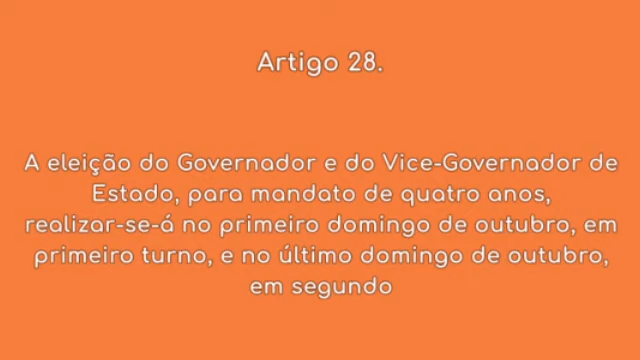 Artigo 28.
A eleição do Governador e do Vice-Governador de
Estado, para mandato de quatro anos,
realizar-se-á no primeiro domingo de outubro, em
primeiro turno, e no último domingo de outubro,
em segundo